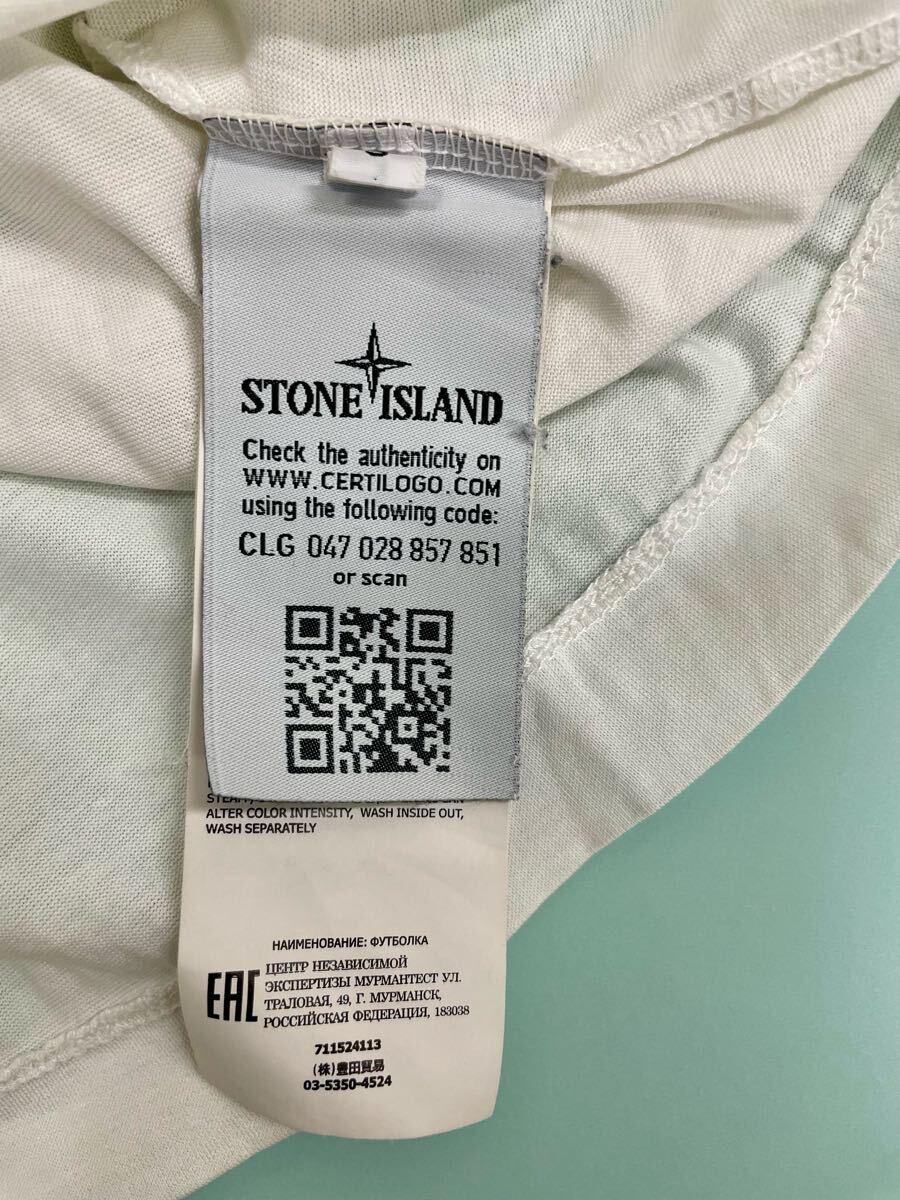 STONE ISLAND
Check the authenticity on
WWW.CERTILOGO.COM
using the following code:
CLG 047 028 857 851
or scan
ALTER COLOR INTENSITY, WASH INSIDE OUT,
WASH SEPARATELY
НАИМЕНОВАНИЕ: ФУТБОЛКА
EAC
ЦЕНТР НЕЗАВИСИМОЙ
ЭКСПЕРТИЗЫ МУРМАНТЕСТ УЛ.
ТРАЛОВАЯ, 49, Г. МУРМАНСК,
РОССИЙСКАЯ ФЕДЕРАЦИЯ, 183038
711524113
(株)豊田貿易
03-5350-4524